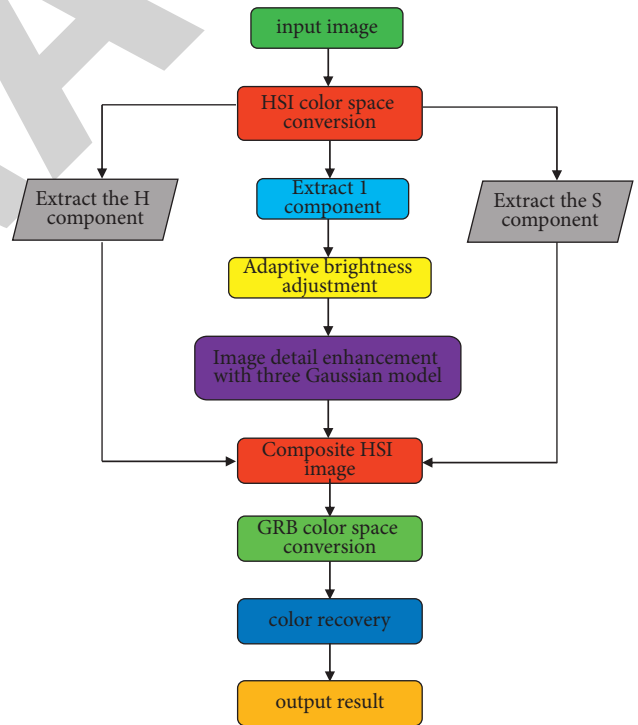 input image
HSI color space
conversion
Extract the H
component
Extract 1
component
Extract the S
component
Adaptive brightness
adjustment
Image detail enhancement
with three Gaussian model
Composite HSI
image
GRB color space
conversion
color recovery
output result